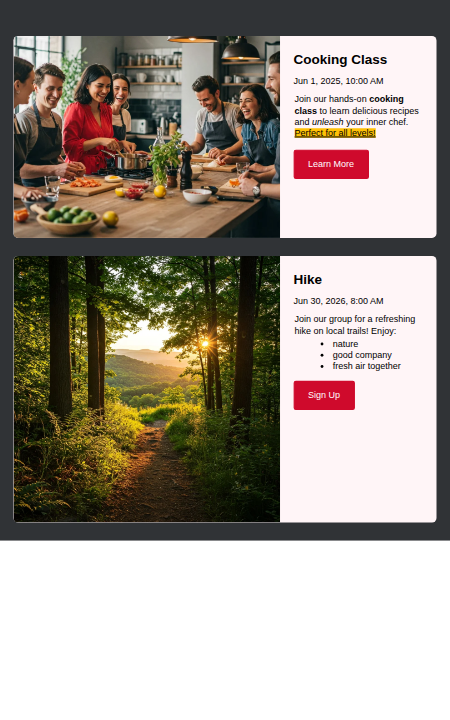 Cooking Class
Jun 1, 2025, 10:00 AM
Join our hands-on cooking
class to learn delicious recipes
and unleash your inner chef.
Perfect for all levels!
Learn More
Hike
Jun 30, 2026, 8:00 AM
Join our group for a refreshing
hike on local trails! Enjoy:
• nature
• good company
• fresh air together
Sign Up